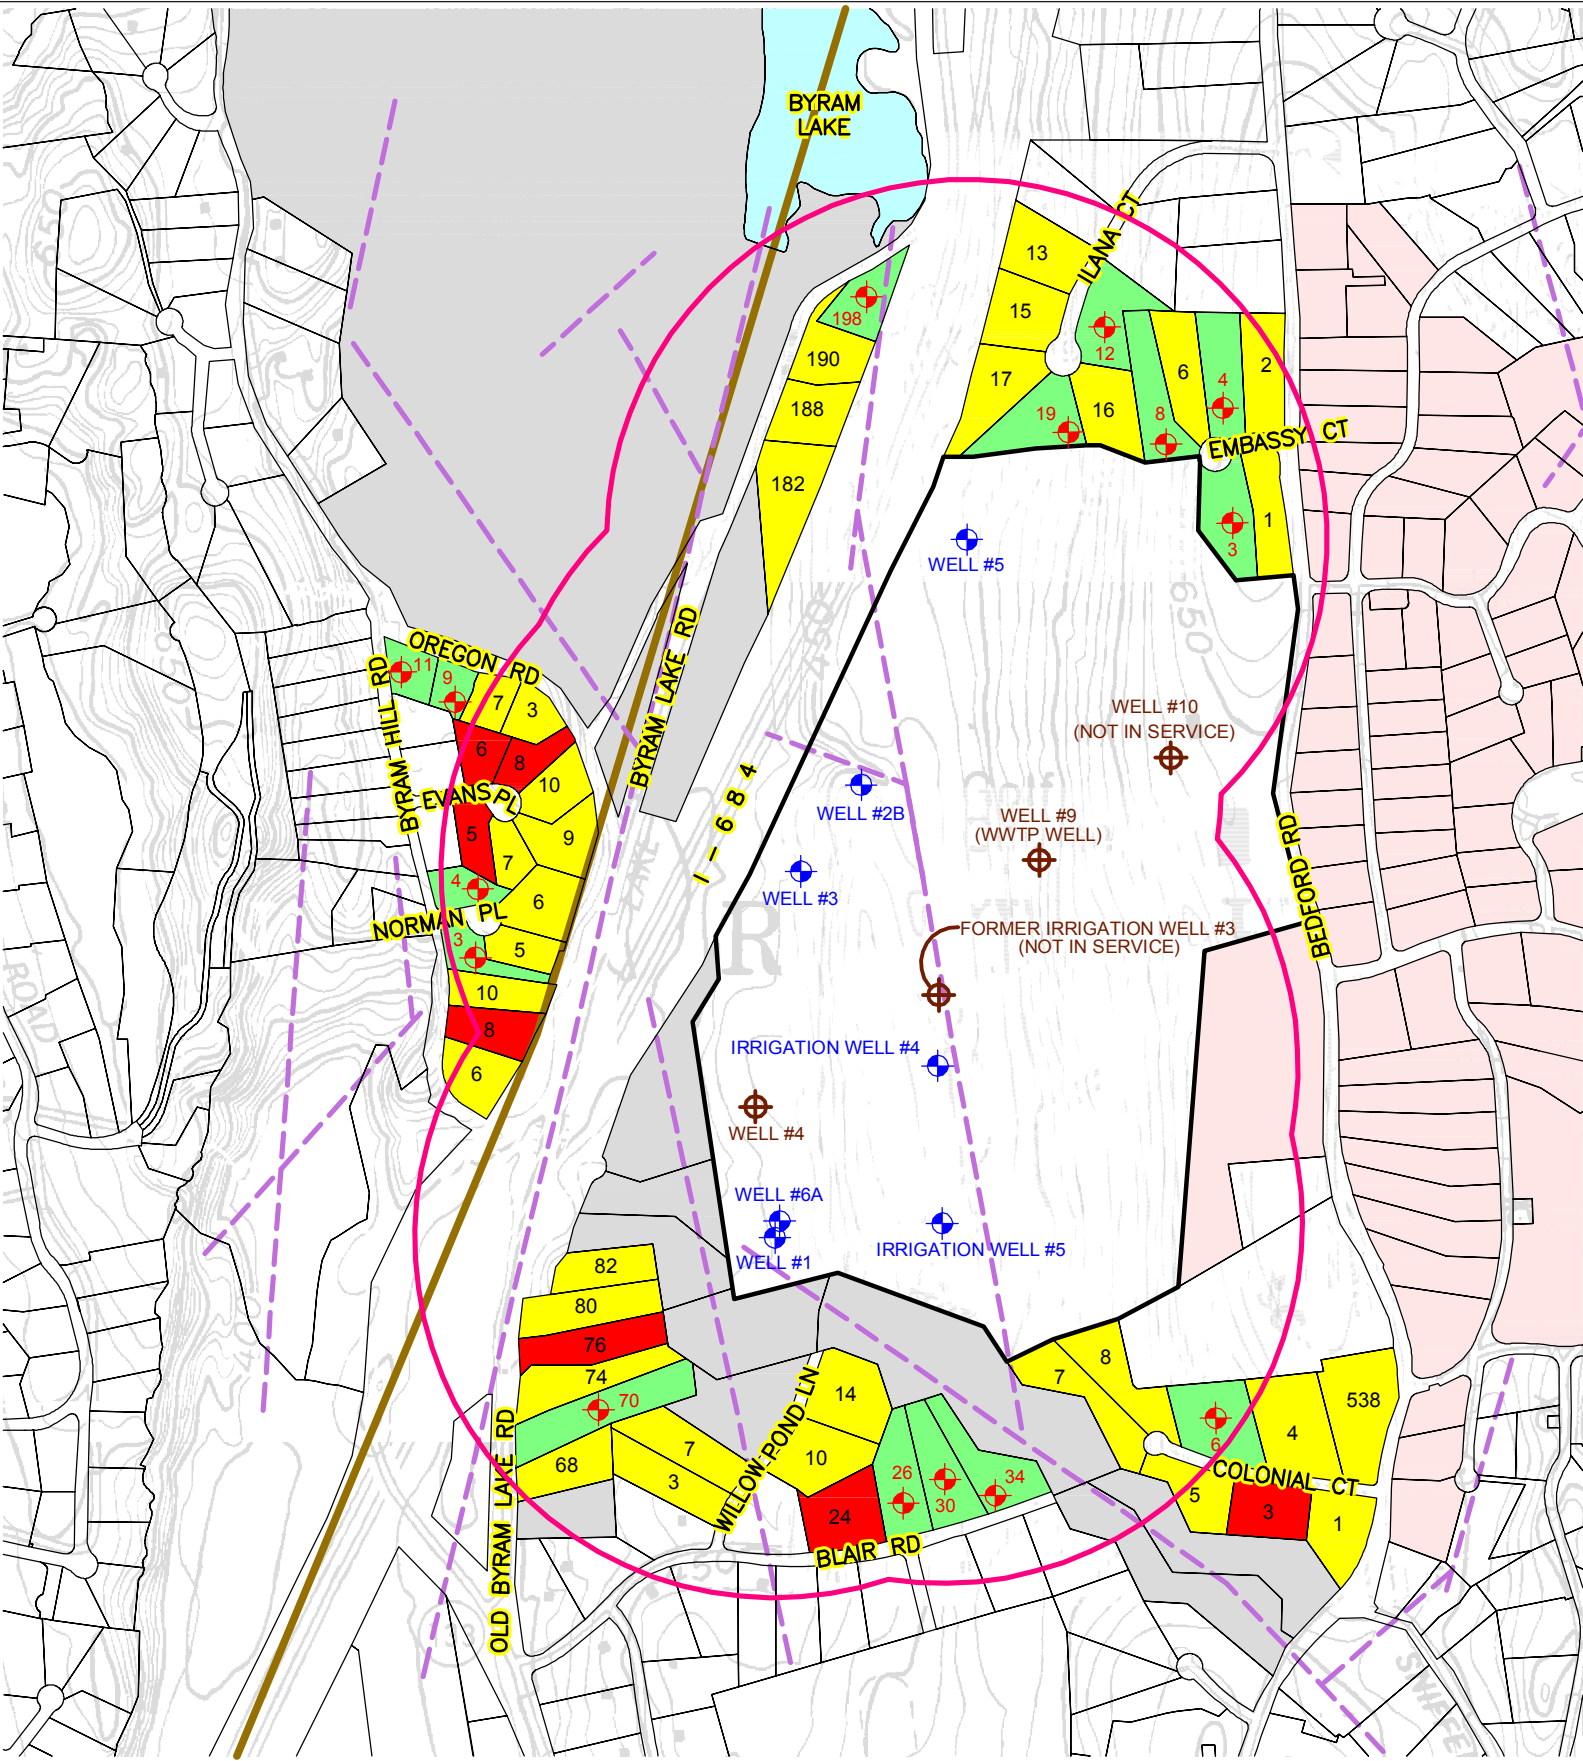 BYRAM
LAKE
ILANA CT
13
15
17
12
198
190
188
182
19
16
8
6
4
2
EMBASSY CT
3
1
WELL #5
650
OREGON RD
11
9
7
3
BYRAM HILL RD
6
8
10
EVANS PL
5
7
9
4
6
NORMAN PL
3
5
10
8
6
BYRAM LAKE RD
I-684
LAKE
WELL #10
(NOT IN SERVICE)
WELL #2B
WELL #9
(WWTP WELL)
WELL #3
R
BEDFORD RD
FORMER IRRIGATION WELL #3
(NOT IN SERVICE)
IRRIGATION WELL #4
WELL #4
WELL #6A
WELL #1
IRRIGATION WELL #5
ROAD
82
80
76
74
70
68
OLD BYRAM LAKE RD
7
3
WILLOW POND LN
14
10
24
26
30
34
BLAIR RD
7
8
6
4
538
COLONIAL CT
5
3
1